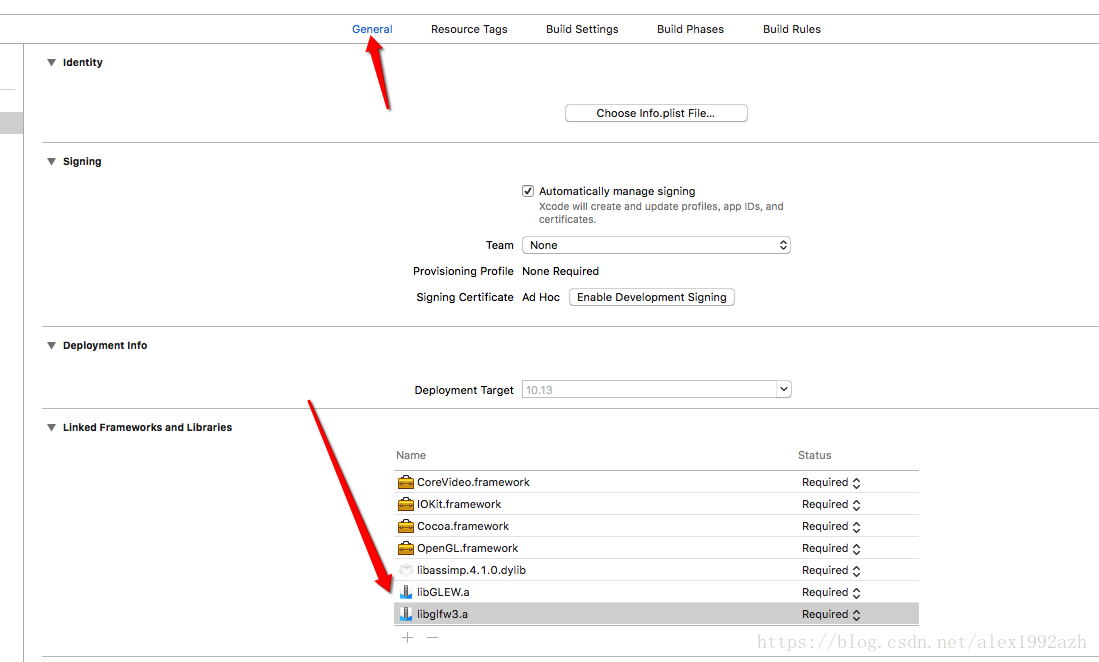 General Resource Tags Build Settings Build Phases Build Rules
Identity
Choose Info.plist File...
Signing
Automatically manage signing
Xcode will create and update profiles, app IDs, and
certificates.
Team None
Provisioning Profile None Required
Signing Certificate Ad Hoc Enable Development Signing
Deployment Info
Deployment Target 10.13
Linked Frameworks and Libraries
Name Status
CoreVideo.framework Required
IOKit.framework Required
Cocoa.framework Required
OpenGL.framework Required
libassimp.4.1.0.dylib Required
libGLEW.a Required
libglfw3.a Required
https://blog.csdn.net/alex1992azh